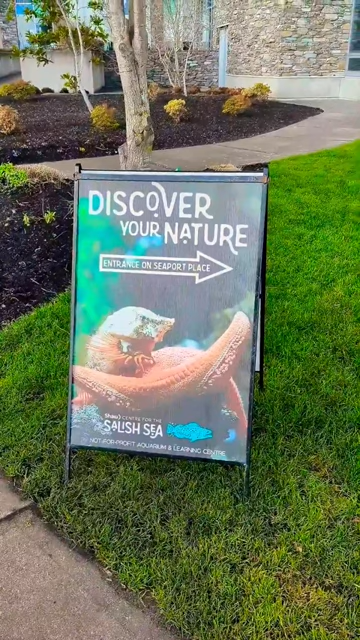 DISCOVER
YOUR NATURE
ENTRANCE ON SEAPORT PLACE
Shaw) CENTRE FOR THE
SALISH SEA
NOT-FOR-PROFIT AQUARIUM & LEARNING CENTRE